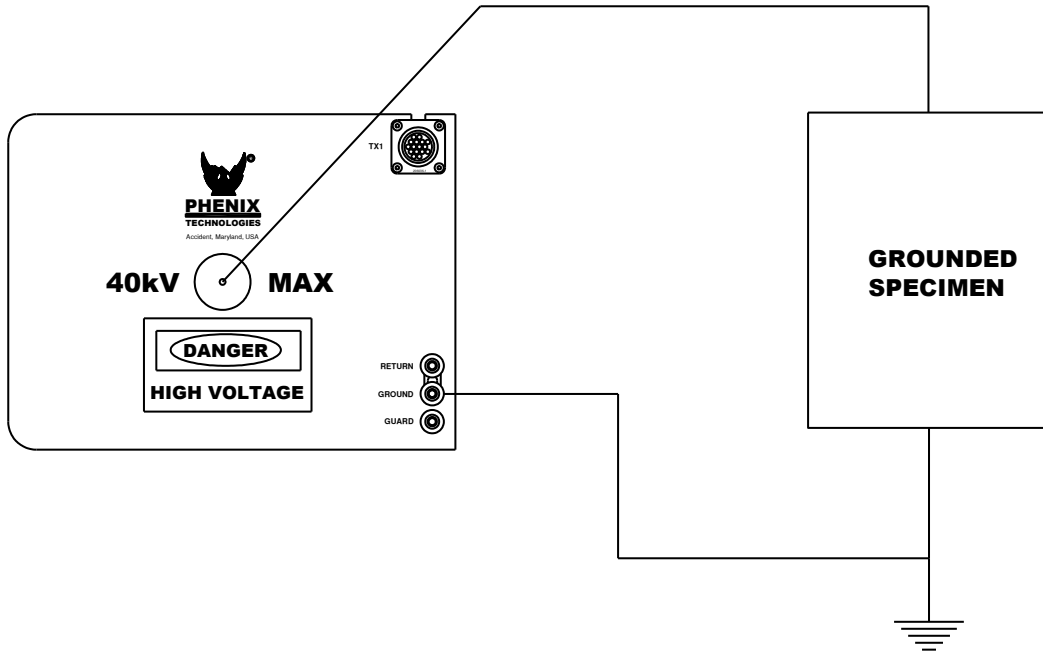 TX1
PHENIX
TECHNOLOGIES
Accident, Maryland, USA
40kV MAX
DANGER
HIGH VOLTAGE
RETURN
GROUND
GUARD
GROUNDED
SPECIMEN